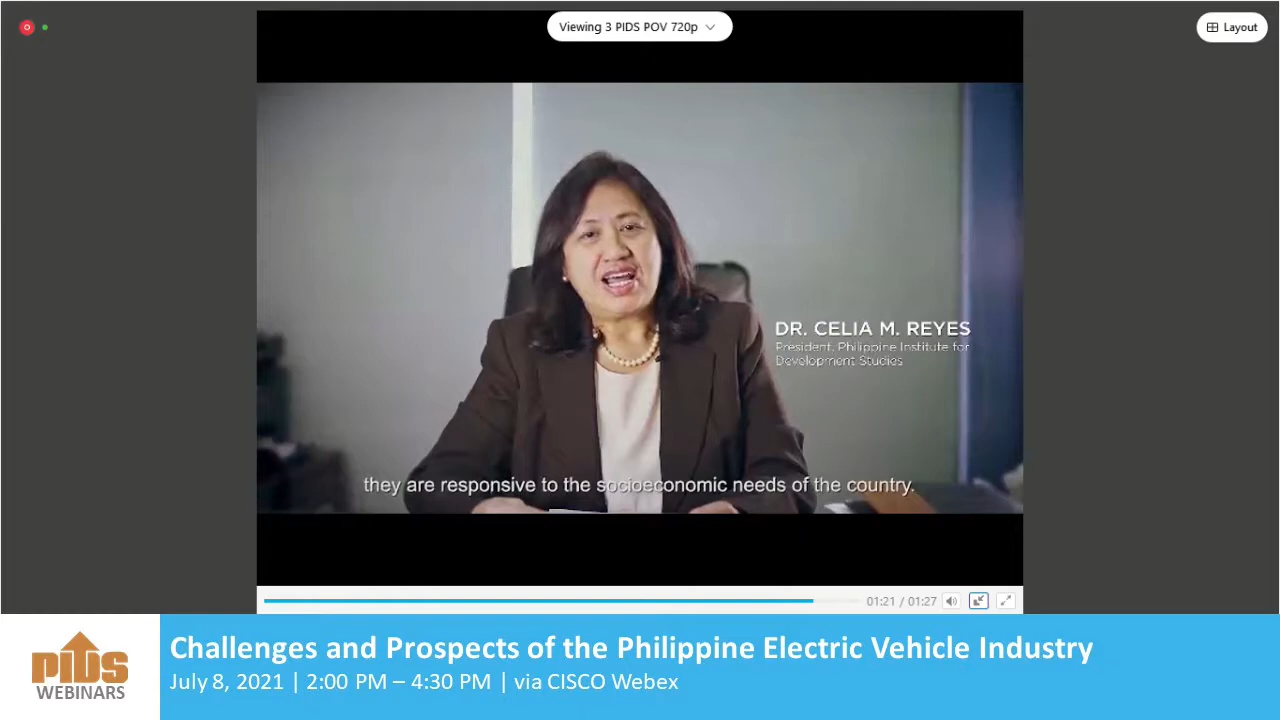 Viewing 3 PIDS POV 720p
Layout
DR. CELIA M. REYES
President, Philippine Institute for
Development Studies
they are responsive to the socioeconomic needs of the country.
01:21 / 01:27
PIDS
WEBINARS
Challenges and Prospects of the Philippine Electric Vehicle Industry
July 8, 2021 | 2:00 PM – 4:30 PM | via CISCO Webex